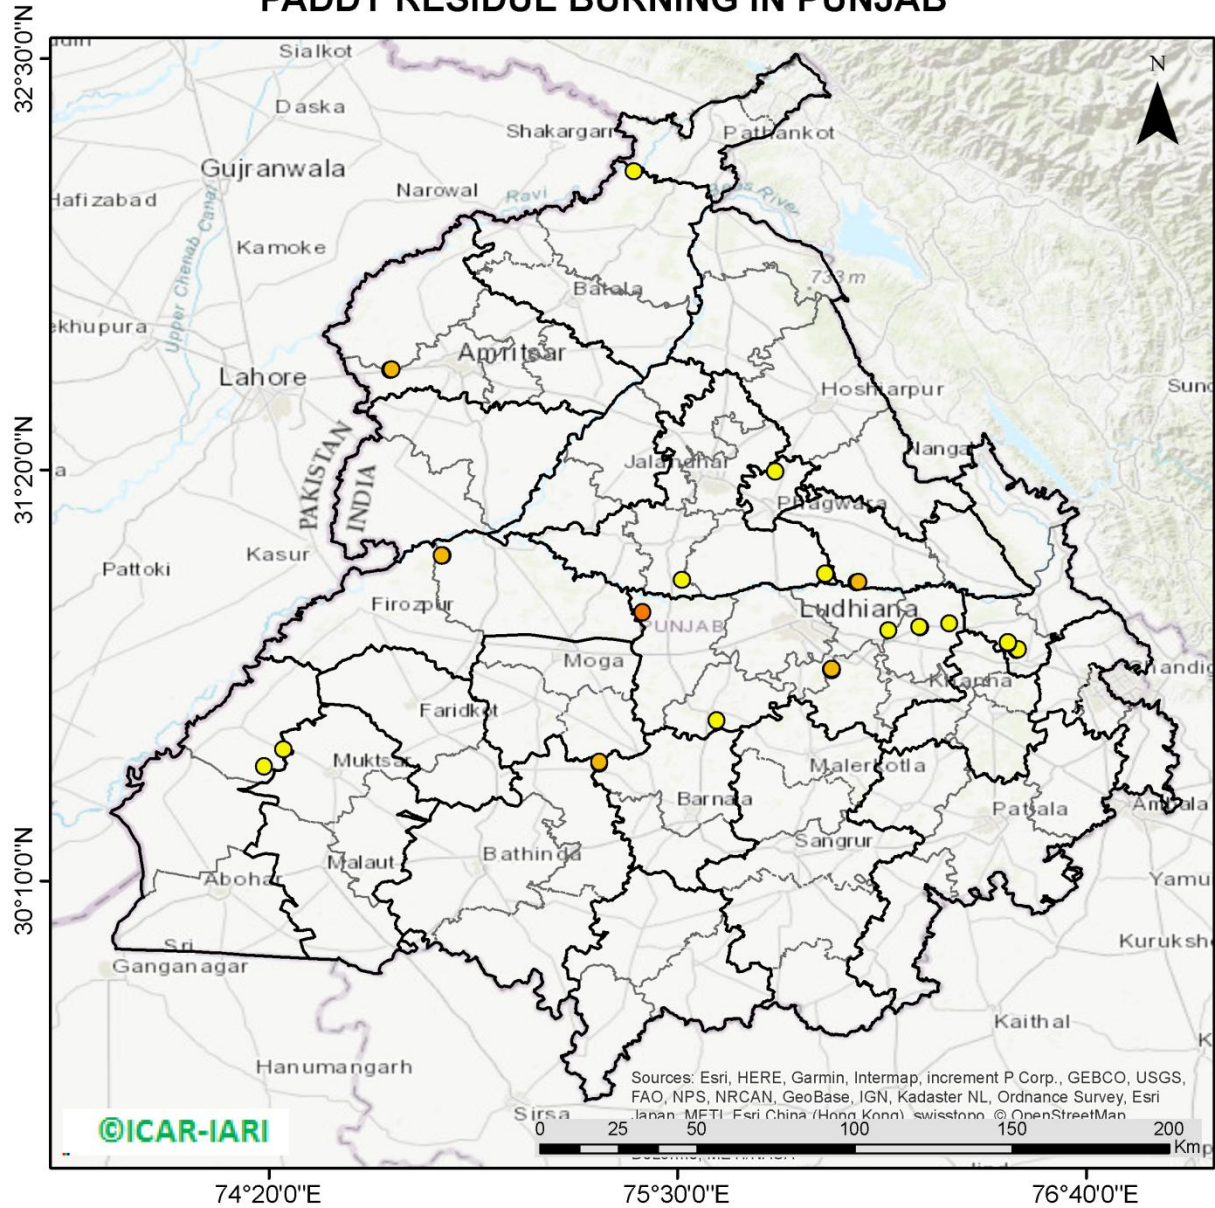 PADDY RESIDUE BURNING IN PUNJAB
32°30'0"N
Sialkot
N
Daska
Shakargarh
Pathankot
Gujranwala
Narowal
Ravi
Beas River
Hafizabad
Upper Chenab Canal
Kamoke
733 m
Batala
ekhupura
Amritsar
Lahore
Hoshiarpur
Sund
31°20'0"N
PAKISTAN
INDIA
Jalandhar
Nangal
Phagwara
Kasur
Pattoki
Firozpur
Ludhiana
PUNJAB
Moga
Khanna
Chandig
Faridkot
Muktsar
Malerkotla
Barnala
Patiala
Ambala
Sangrur
Bathinda
Malaut
30°10'0"N
Abohar
Yamu
Sri
Ganganagar
Kuruksh
Kaithal
K
Hanumangarh
Sirsa
Sources: Esri, HERE, Garmin, Intermap, increment P Corp., GEBCO, USGS,
FAO, NPS, NRCAN, GeoBase, IGN, Kadaster NL, Ordnance Survey, Esri
Japan, METI, Esri China (Hong Kong), swisstopo, © OpenStreetMap
©ICAR-IARI
0 25 50 100 150 200
Km
74°20'0"E 75°30'0"E 76°40'0"E